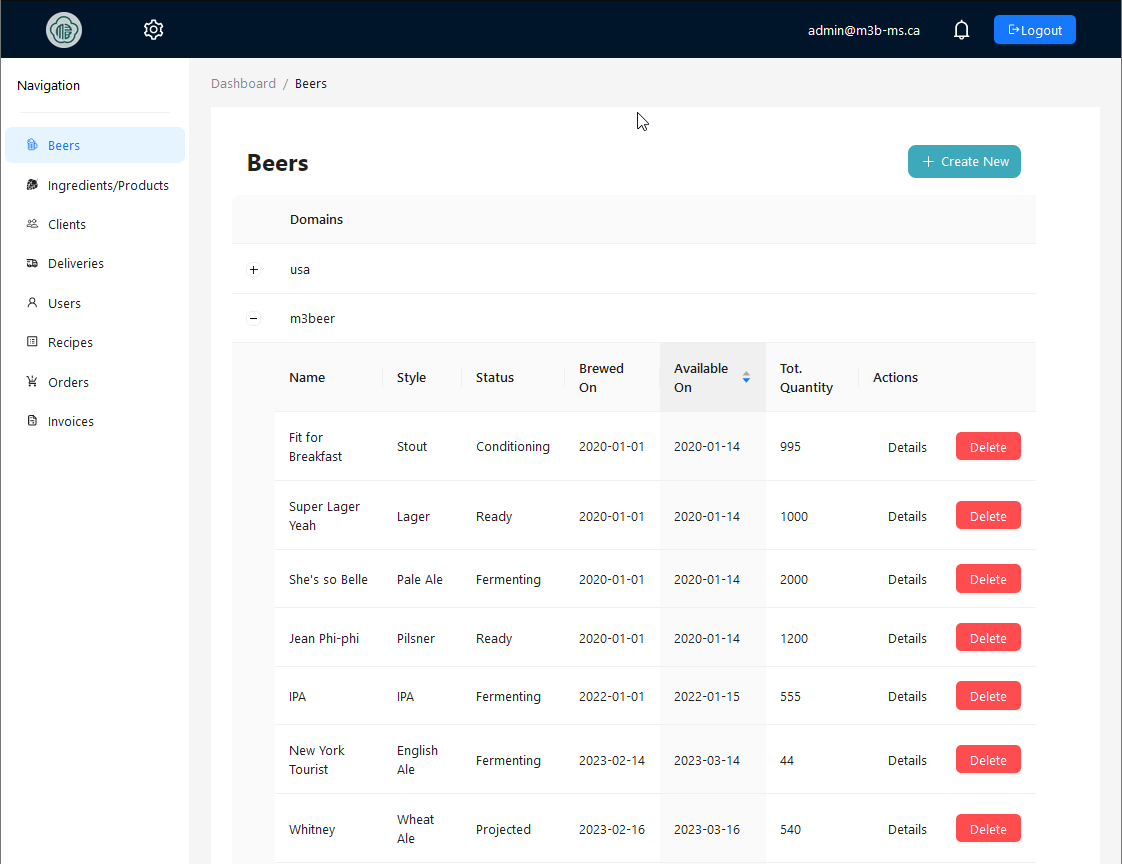 admin@m3b-ms.ca
Logout
Navigation
Dashboard / Beers
Beers
Ingredients/Products
Clients
Deliveries
Users
Recipes
Orders
Invoices
Beers
+ Create New
Domains
+ usa
− m3beer
Name Style Status Brewed On Available On Tot. Quantity Actions
Fit for Breakfast Stout Conditioning 2020-01-01 2020-01-14 995 Details Delete
Super Lager Yeah Lager Ready 2020-01-01 2020-01-14 1000 Details Delete
She's so Belle Pale Ale Fermenting 2020-01-01 2020-01-14 2000 Details Delete
Jean Phi-phi Pilsner Ready 2020-01-01 2020-01-14 1200 Details Delete
IPA IPA Fermenting 2022-01-01 2022-01-15 555 Details Delete
New York Tourist English Ale Fermenting 2023-02-14 2023-03-14 44 Details Delete
Whitney Wheat Ale Projected 2023-02-16 2023-03-16 540 Details Delete